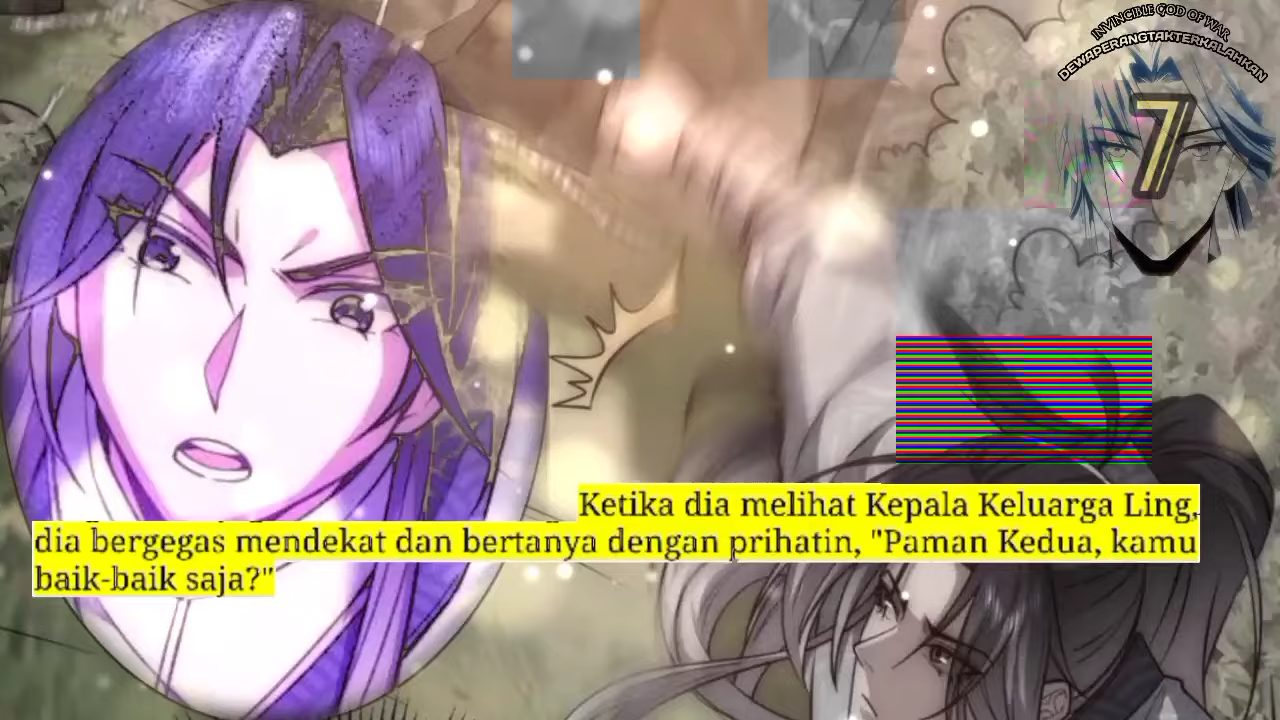 INVINCIBLE GOD OF WAR
DEWAPERANGTAKTERKALAHKAN
7
Ketika dia melihat Kepala Keluarga Ling,
dia bergegas mendekat dan bertanya dengan prihatin, "Paman Kedua, kamu
baik-baik saja?"